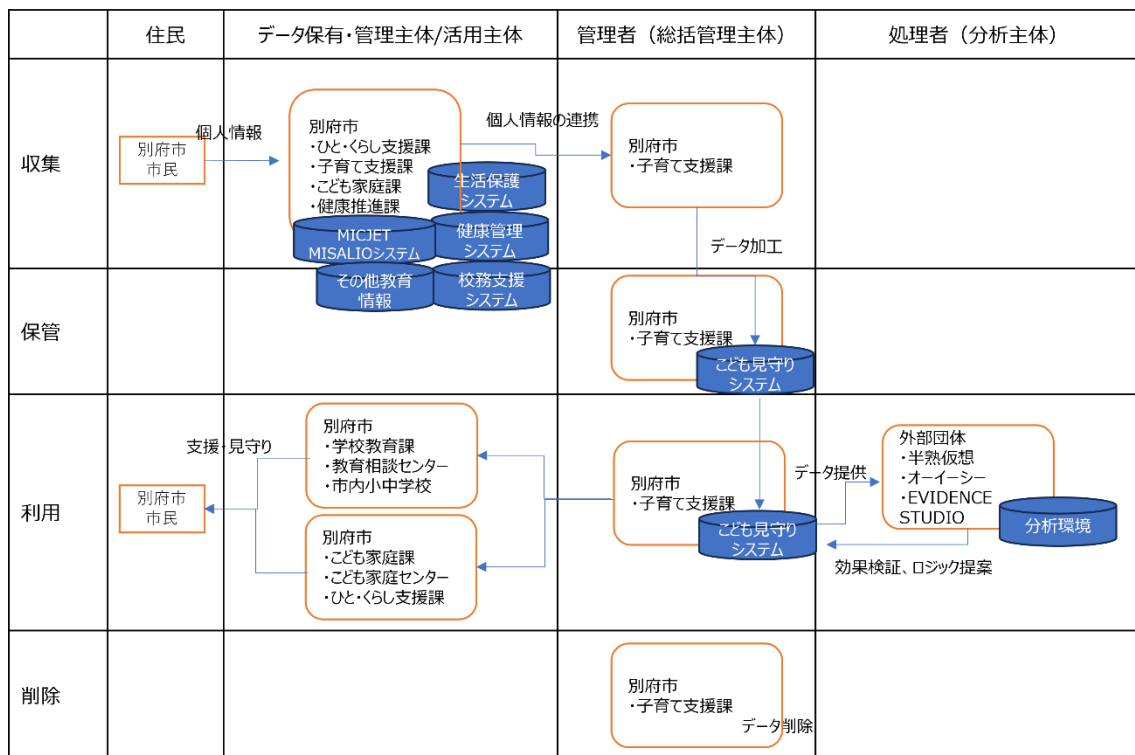 住民
データ保有・管理主体/活用主体
管理者（総括管理主体）
処理者（分析主体）
収集
別府市
市民
個人情報
別府市
・ひと・くらし支援課
・子育て支援課
・こども家庭課
・健康推進課
生活保護
システム
MICJET
MISALIOシステム
健康管理
システム
その他教育
情報
校務支援
システム
個人情報の連携
別府市
・子育て支援課
データ加工
保管
別府市
・子育て支援課
こども見守り
システム
利用
別府市
市民
支援・見守り
別府市
・学校教育課
・教育相談センター
・市内小中学校
別府市
・こども家庭課
・こども家庭センター
・ひと・くらし支援課
別府市
・子育て支援課
こども見守り
システム
データ提供
外部団体
・半熟仮想
・オーイーシー
・EVIDENCE
STUDIO
分析環境
効果検証、ロジック提案
削除
別府市
・子育て支援課
データ削除